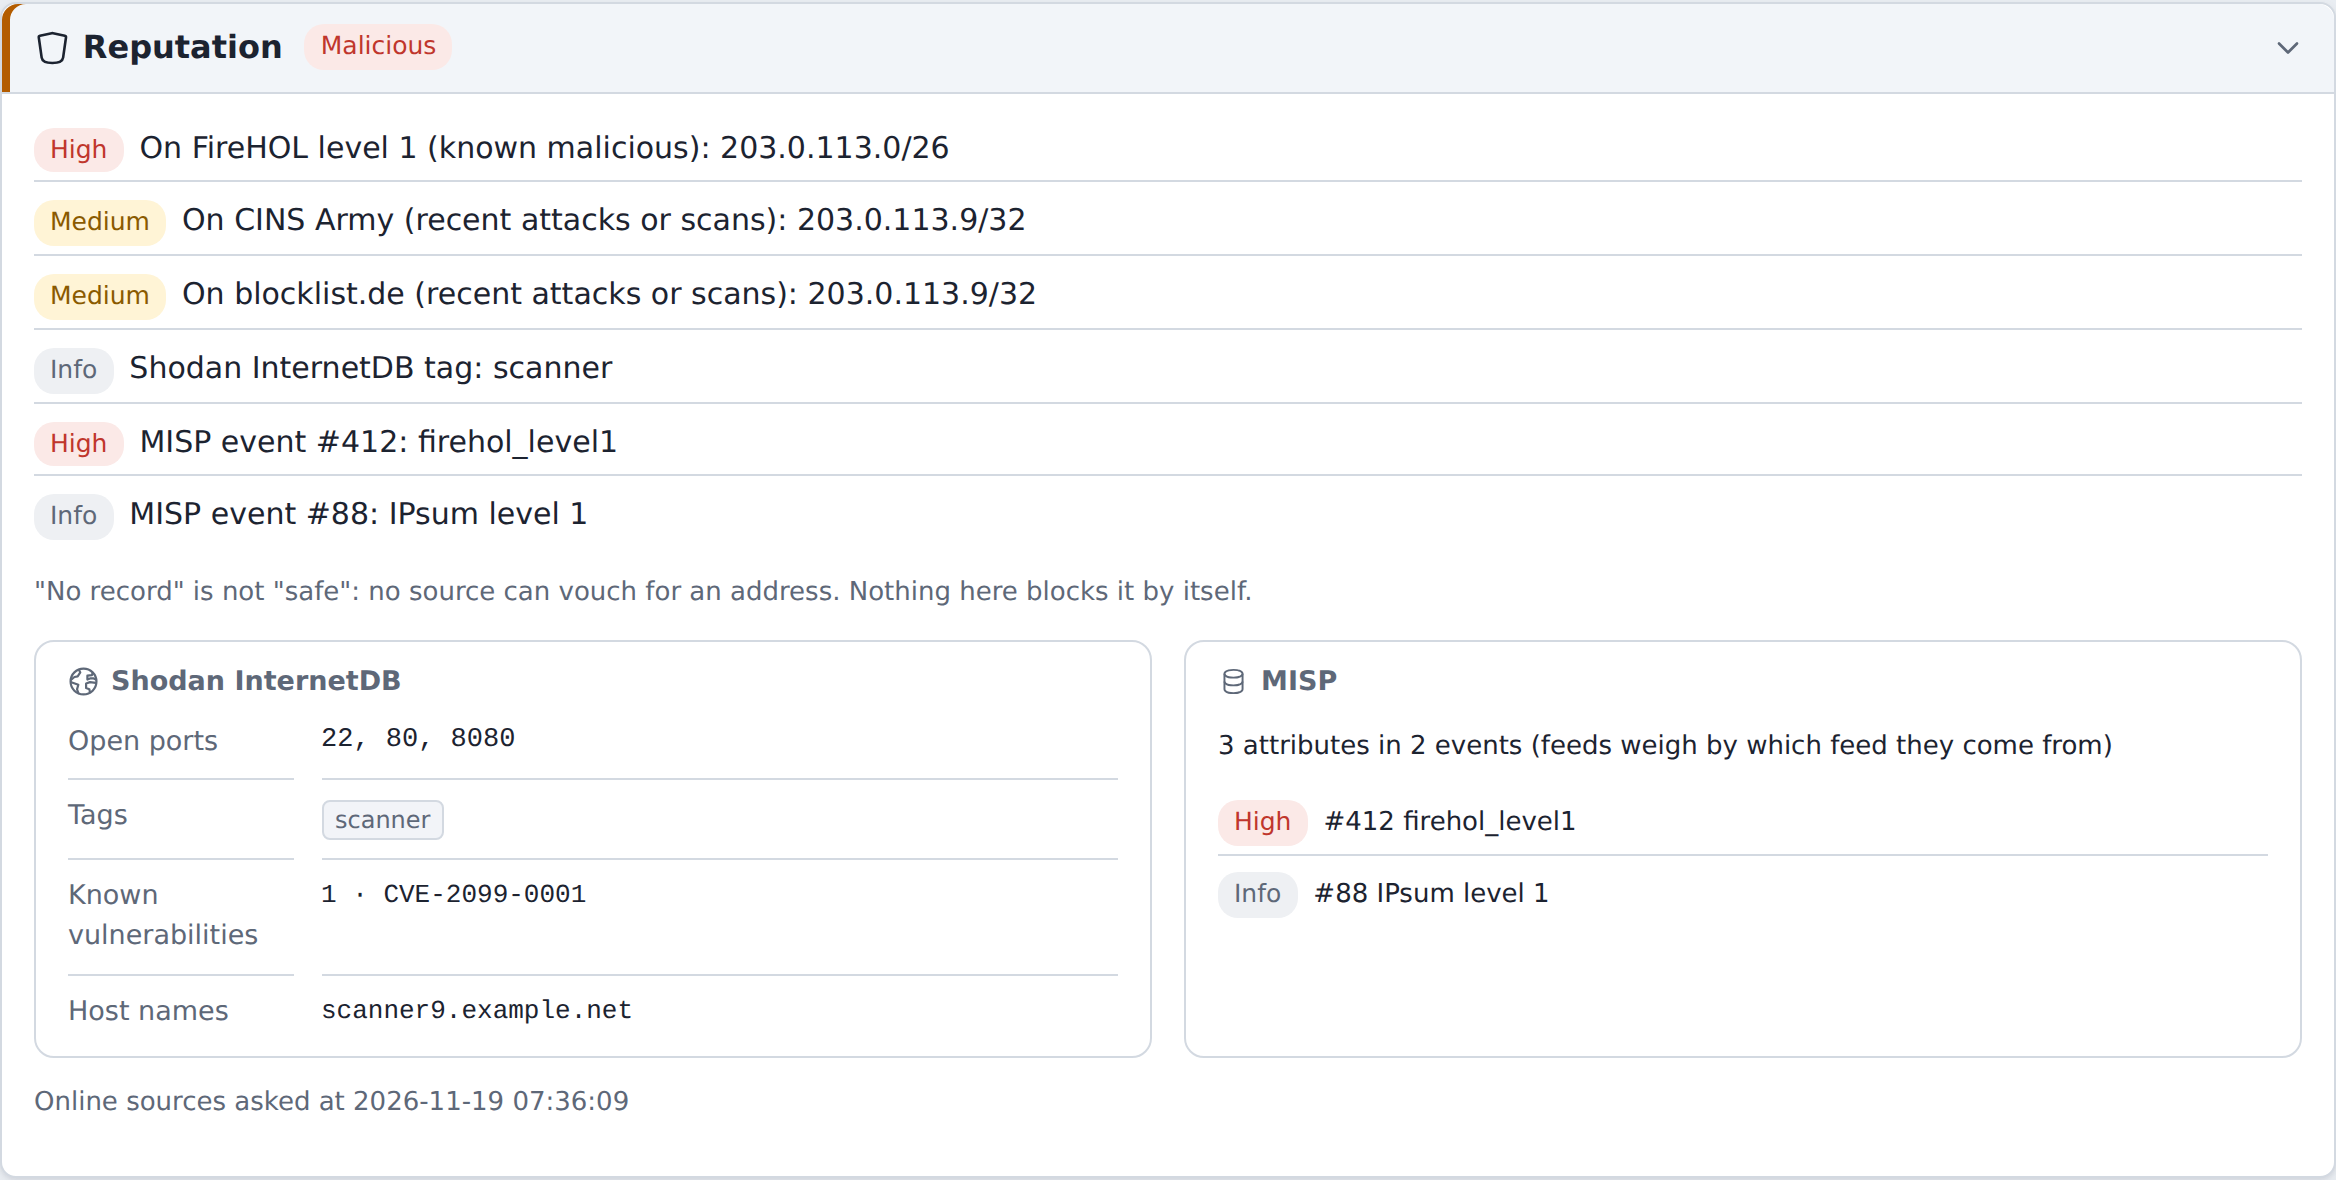 Reputation Malicious
High On FireHOL level 1 (known malicious): 203.0.113.0/26
Medium On CINS Army (recent attacks or scans): 203.0.113.9/32
Medium On blocklist.de (recent attacks or scans): 203.0.113.9/32
Info Shodan InternetDB tag: scanner
High MISP event #412: firehol_level1
Info MISP event #88: IPsum level 1
"No record" is not "safe": no source can vouch for an address. Nothing here blocks it by itself.
Shodan InternetDB
Open ports 22, 80, 8080
Tags scanner
Known vulnerabilities 1 · CVE-2099-0001
Host names scanner9.example.net
MISP
3 attributes in 2 events (feeds weigh by which feed they come from)
High #412 firehol_level1
Info #88 IPsum level 1
Online sources asked at 2026-11-19 07:36:09